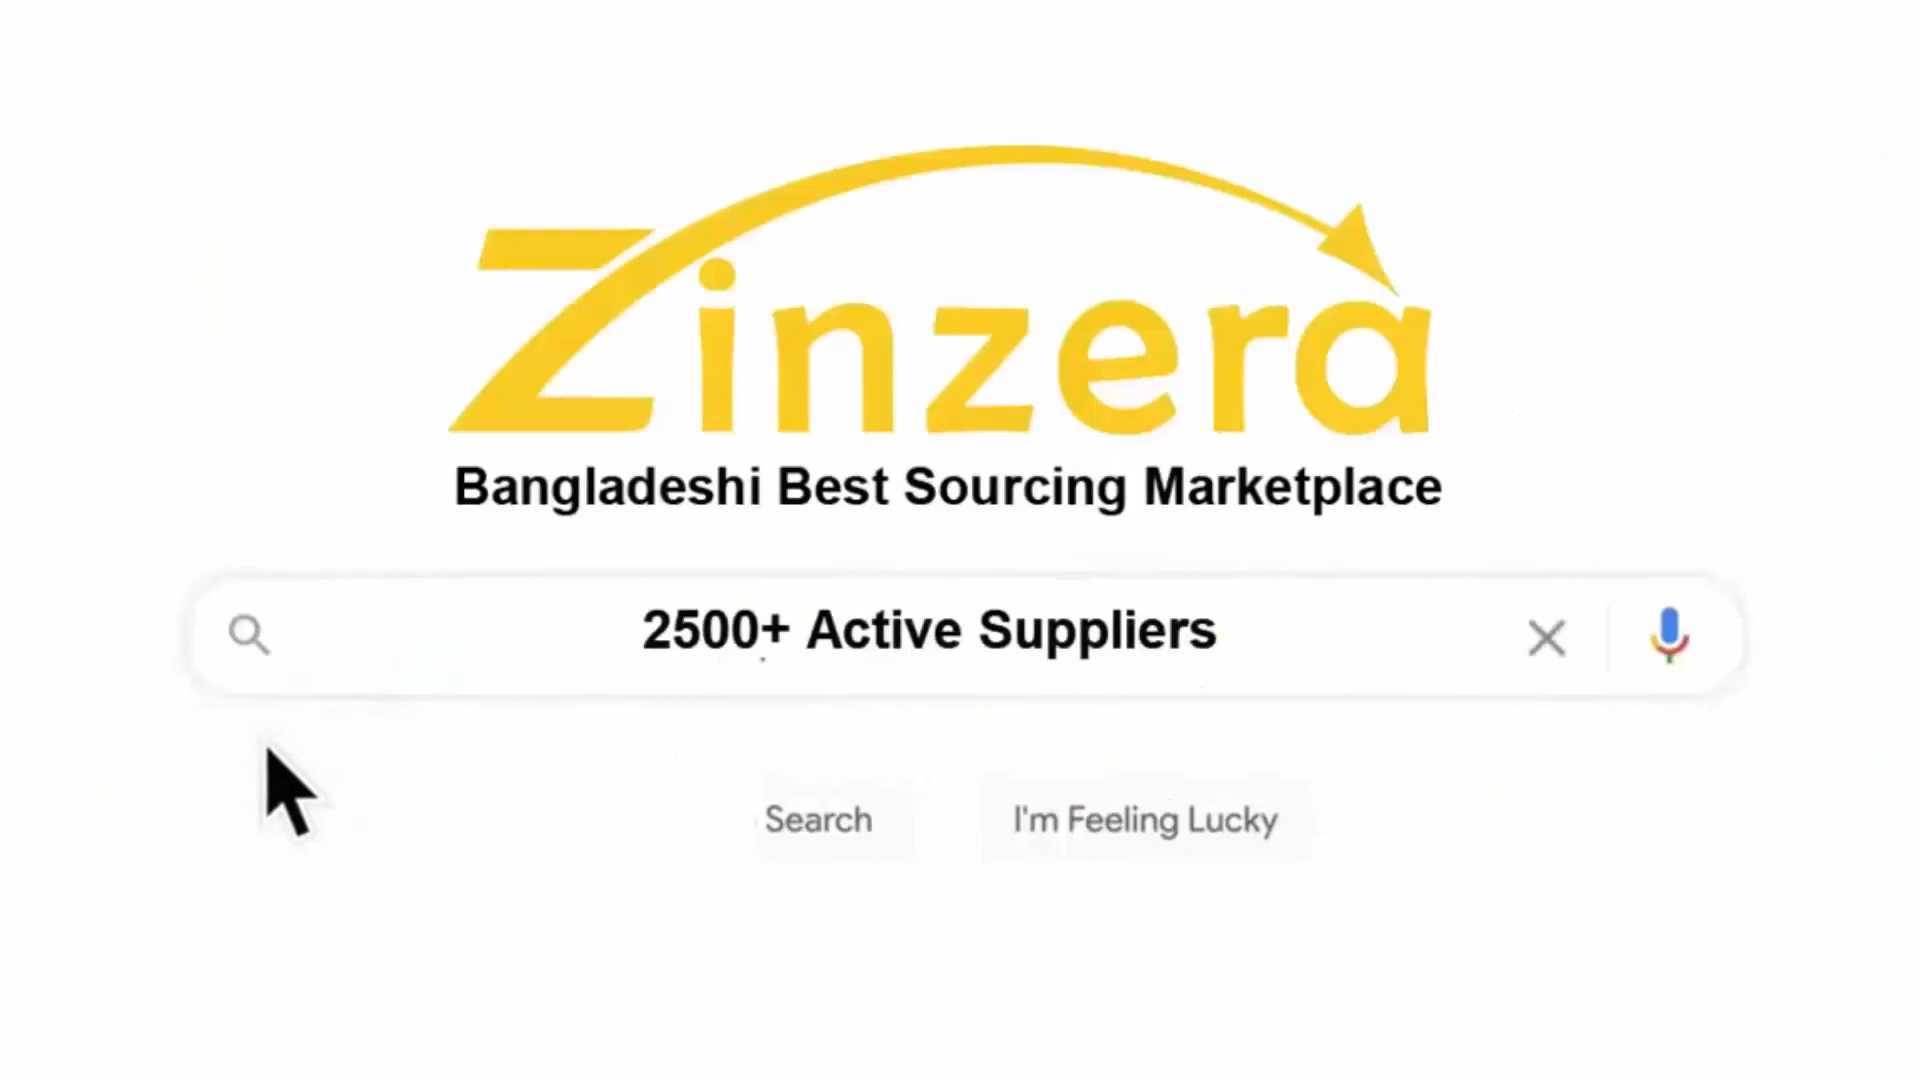 Zinzera
Bangladeshi Best Sourcing Marketplace
2500+ Active Suppliers
Search
I'm Feeling Lucky